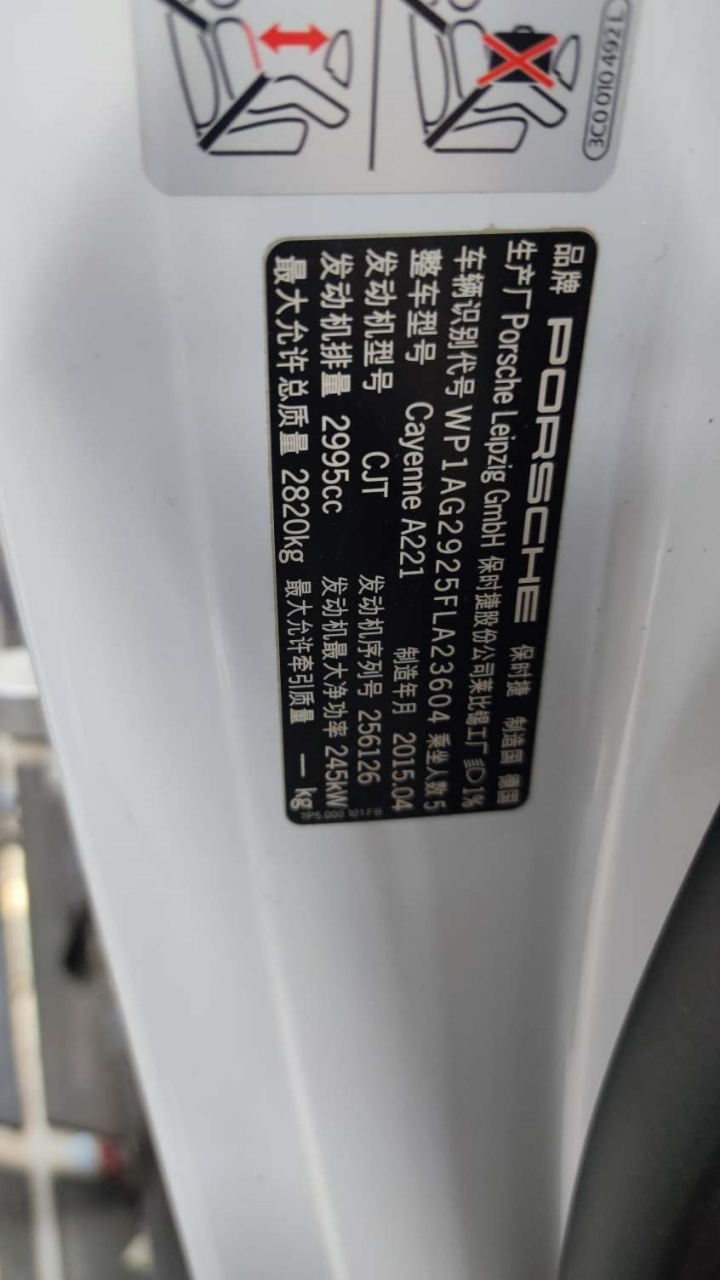 3C0 010 492 L
品牌 PORSCHE 保时捷 制造国 德国
生产厂 Porsche Leipzig GmbH 保时捷股份公司莱比锡工厂 1%
车辆识别代号 WP1AG2925FLA23604 乘坐人数 5
整车型号 Cayenne A221 制造年月 2015.04
发动机型号 CJT 发动机序列号 256126
发动机排量 2995cc 发动机最大净功率 245kW
最大允许总质量 2820kg 最大允许牵引质量 — kg
7P5.000.101.FB